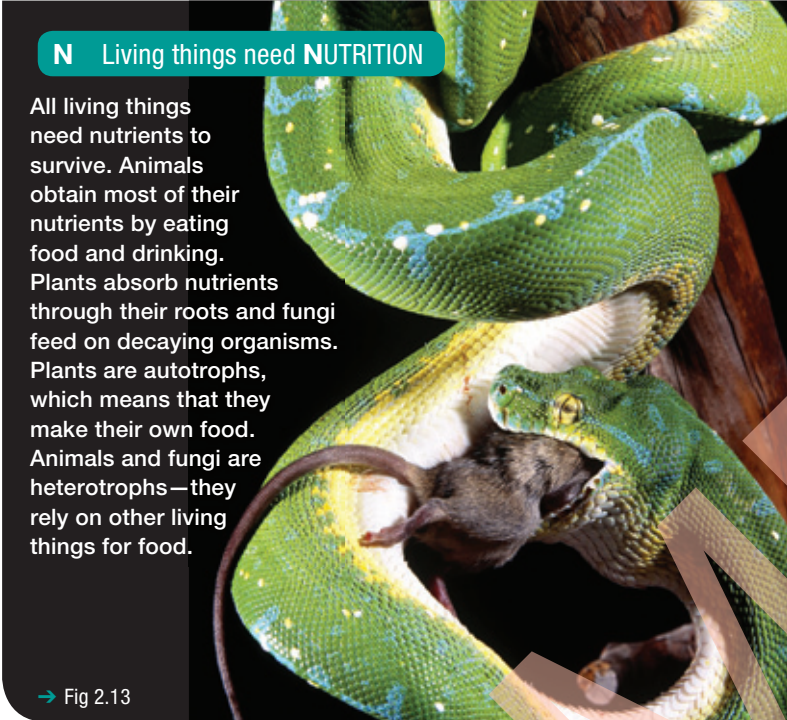 N Living things need NUTRITION
All living things
need nutrients to
survive. Animals
obtain most of their
nutrients by eating
food and drinking.
Plants absorb nutrients
through their roots and fungi
feed on decaying organisms.
Plants are autotrophs,
which means that they
make their own food.
Animals and fungi are
heterotrophs—they
rely on other living
things for food.
→ Fig 2.13